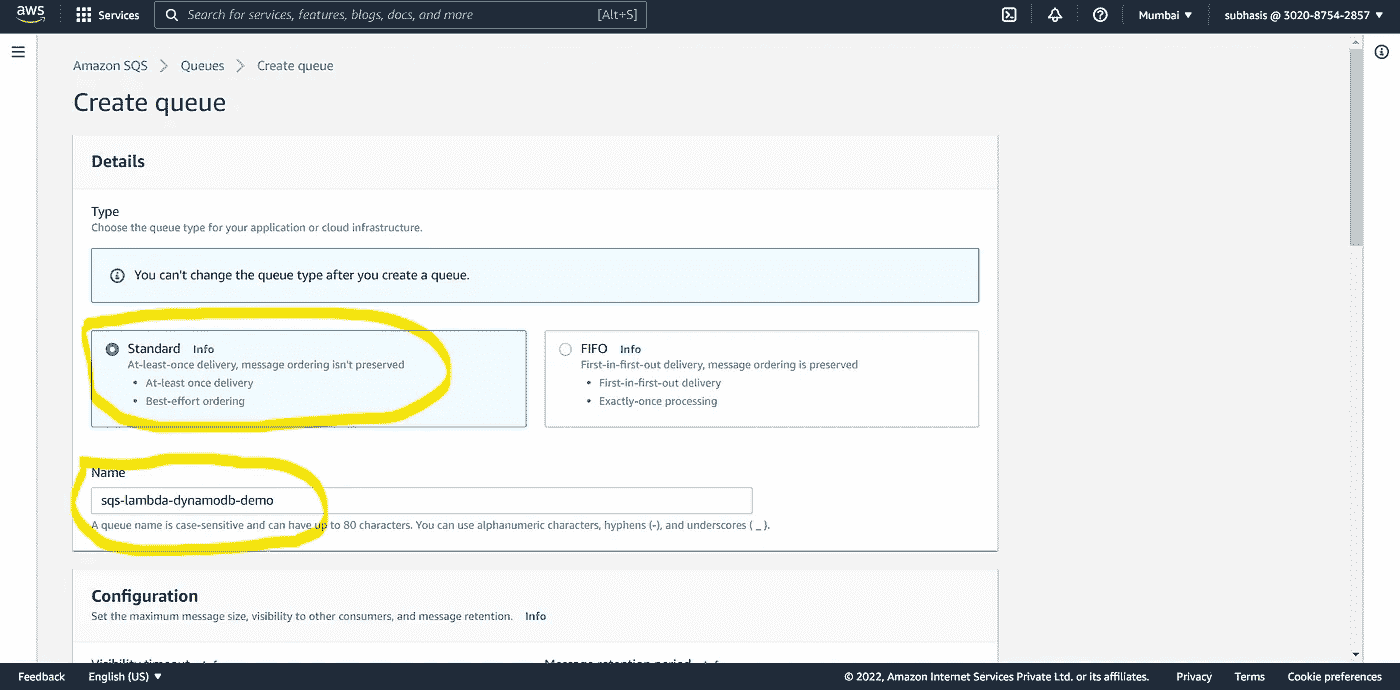 aws
Services
Search for services, features, blogs, docs, and more [Alt+S]
Mumbai ▼
subhasis @ 3020-8754-2857 ▼
Amazon SQS > Queues > Create queue
Create queue
Details
Type
Choose the queue type for your application or cloud infrastructure.
You can't change the queue type after you create a queue.
Standard Info
At-least-once delivery, message ordering isn't preserved
• At-least once delivery
• Best-effort ordering
FIFO Info
First-in-first-out delivery, message ordering is preserved
• First-in-first-out delivery
• Exactly-once processing
Name
sqs-lambda-dynamodb-demo
A queue name is case-sensitive and can have up to 80 characters. You can use alphanumeric characters, hyphens (-), and underscores ( _ ).
Configuration
Set the maximum message size, visibility to other consumers, and message retention. Info
Visibility timeout Info
Message retention period Info
Feedback
English (US) ▼
© 2022, Amazon Internet Services Private Ltd. or its affiliates.
Privacy
Terms
Cookie preferences